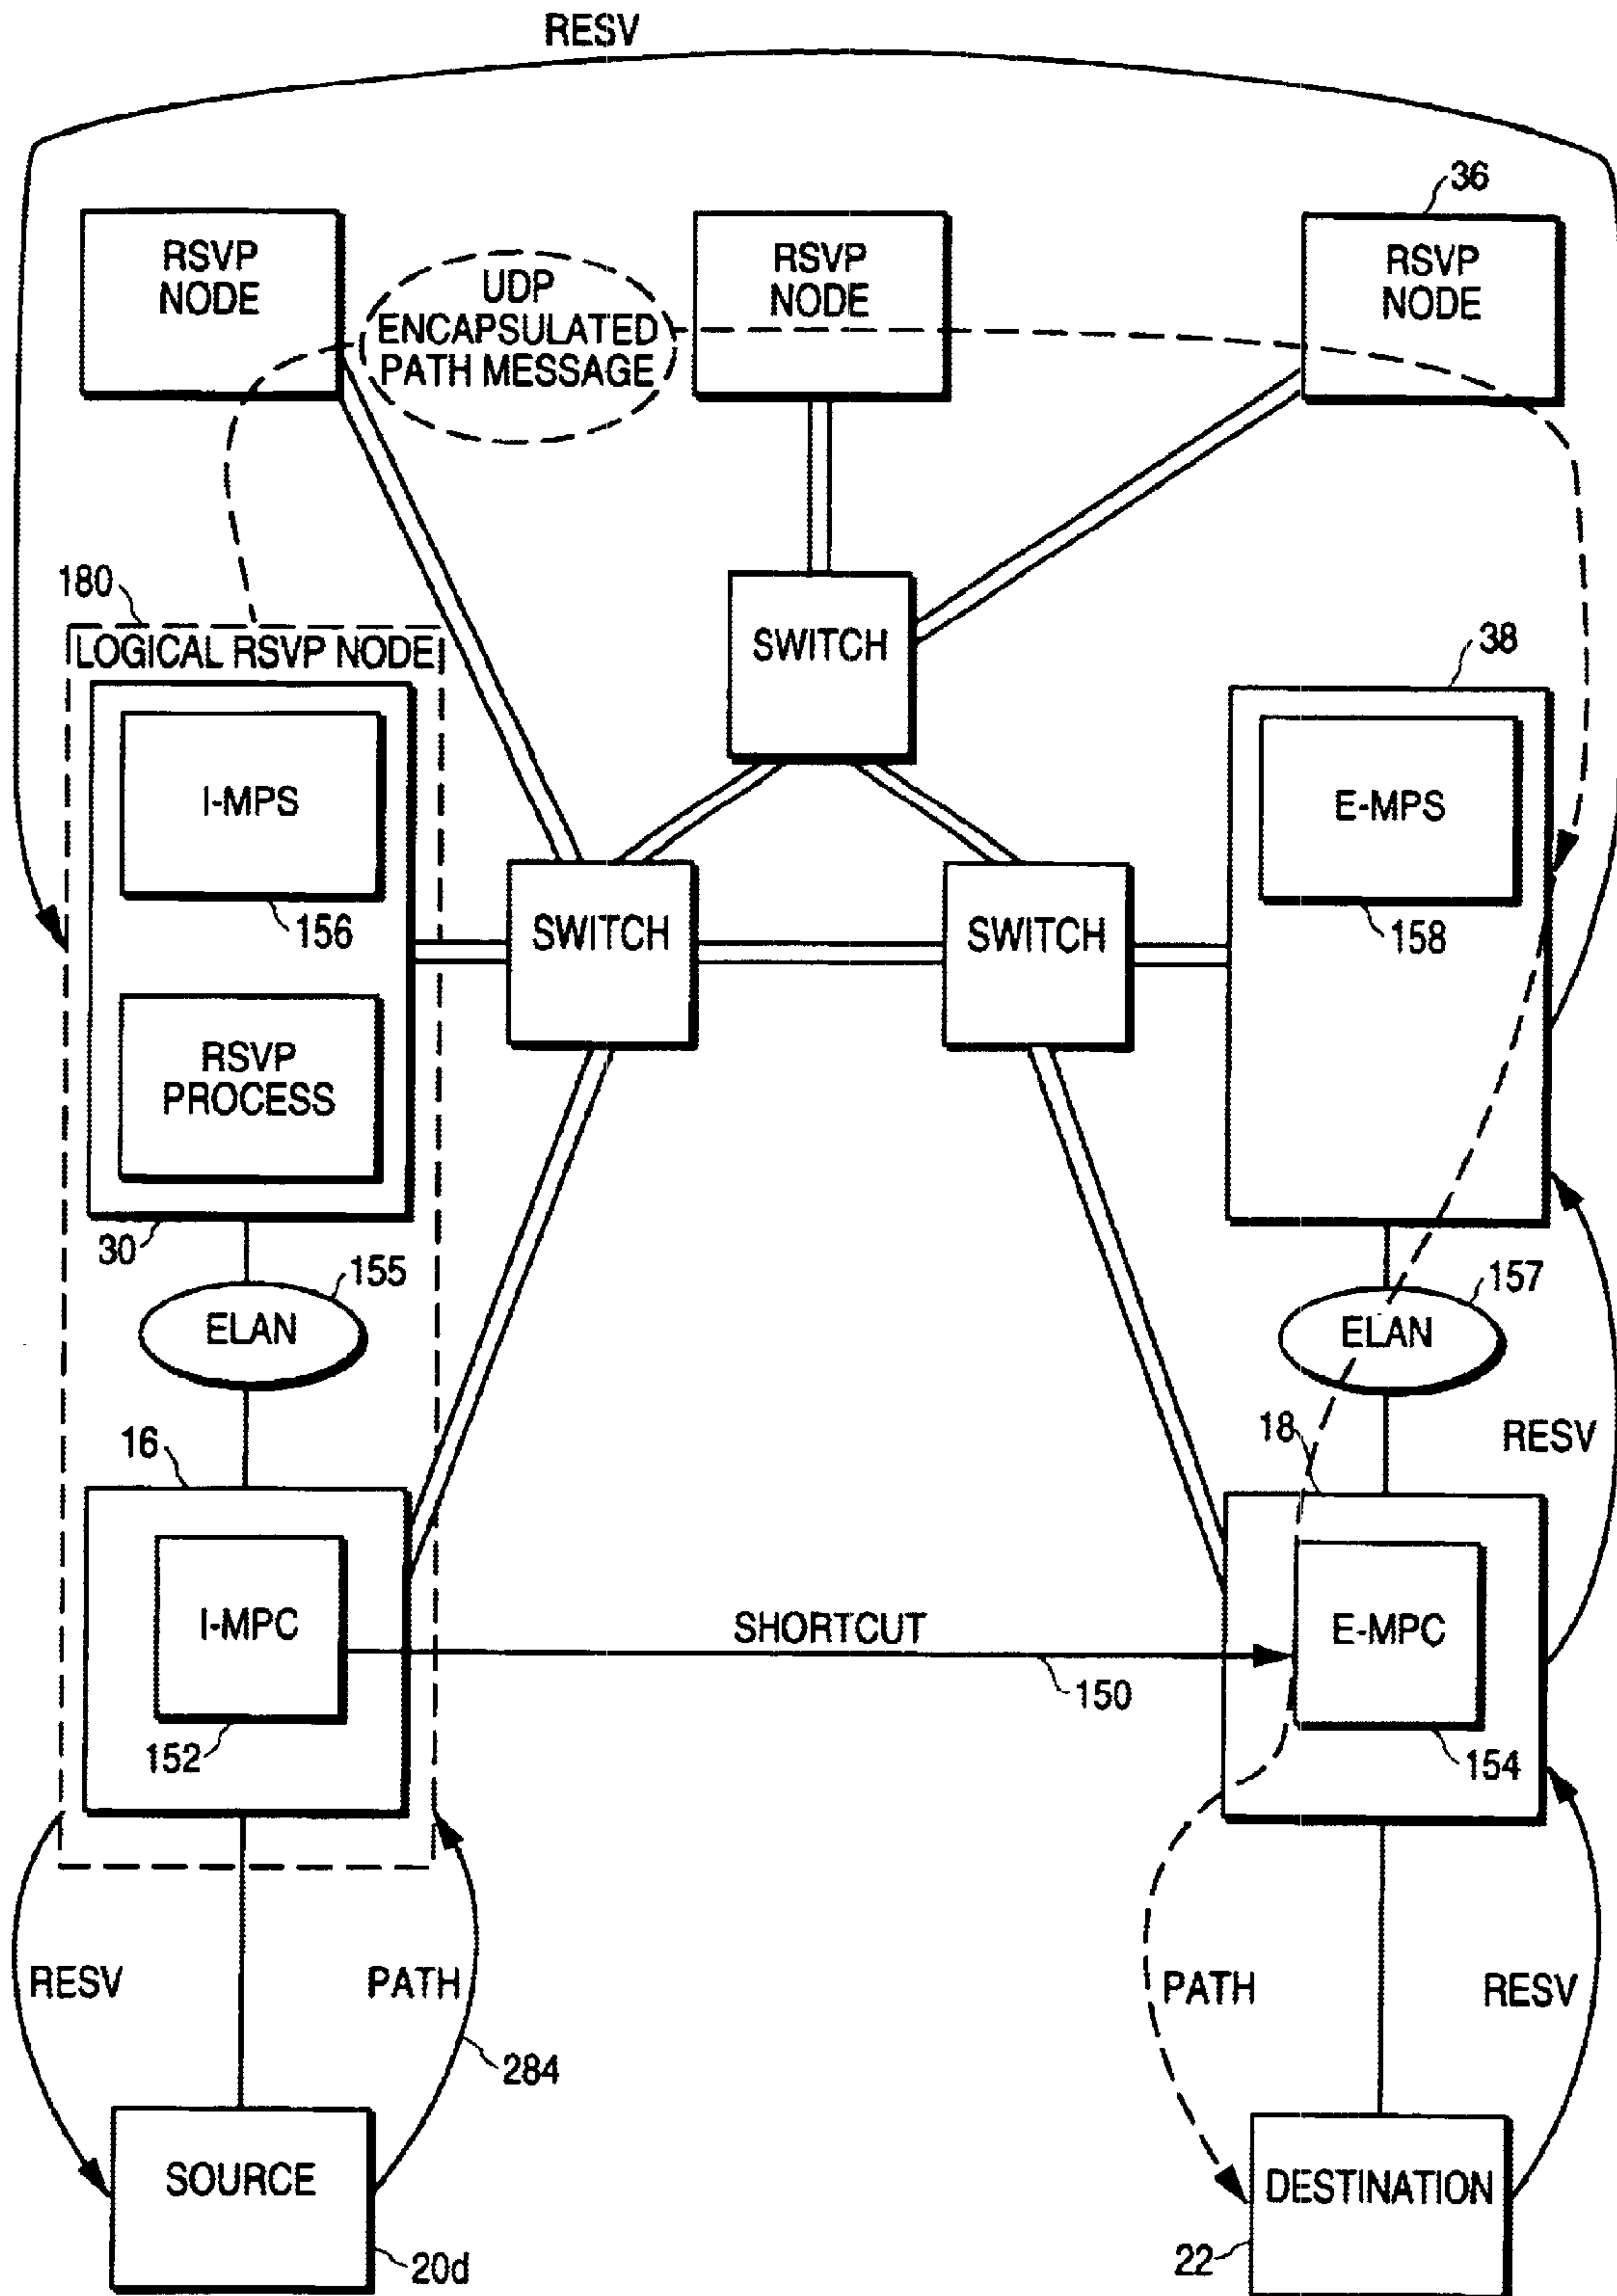 RESV
36
RSVP
NODE
UDP
ENCAPSULATED
PATH MESSAGE
RSVP
NODE
RSVP
NODE
180
LOGICAL RSVP NODE
SWITCH
38
I-MPS
E-MPS
156
SWITCH
SWITCH
158
RSVP
PROCESS
30
155
157
ELAN
ELAN
16
18
RESV
I-MPC
SHORTCUT
E-MPC
150
152
154
RESV
PATH
PATH
RESV
284
SOURCE
DESTINATION
20d
22